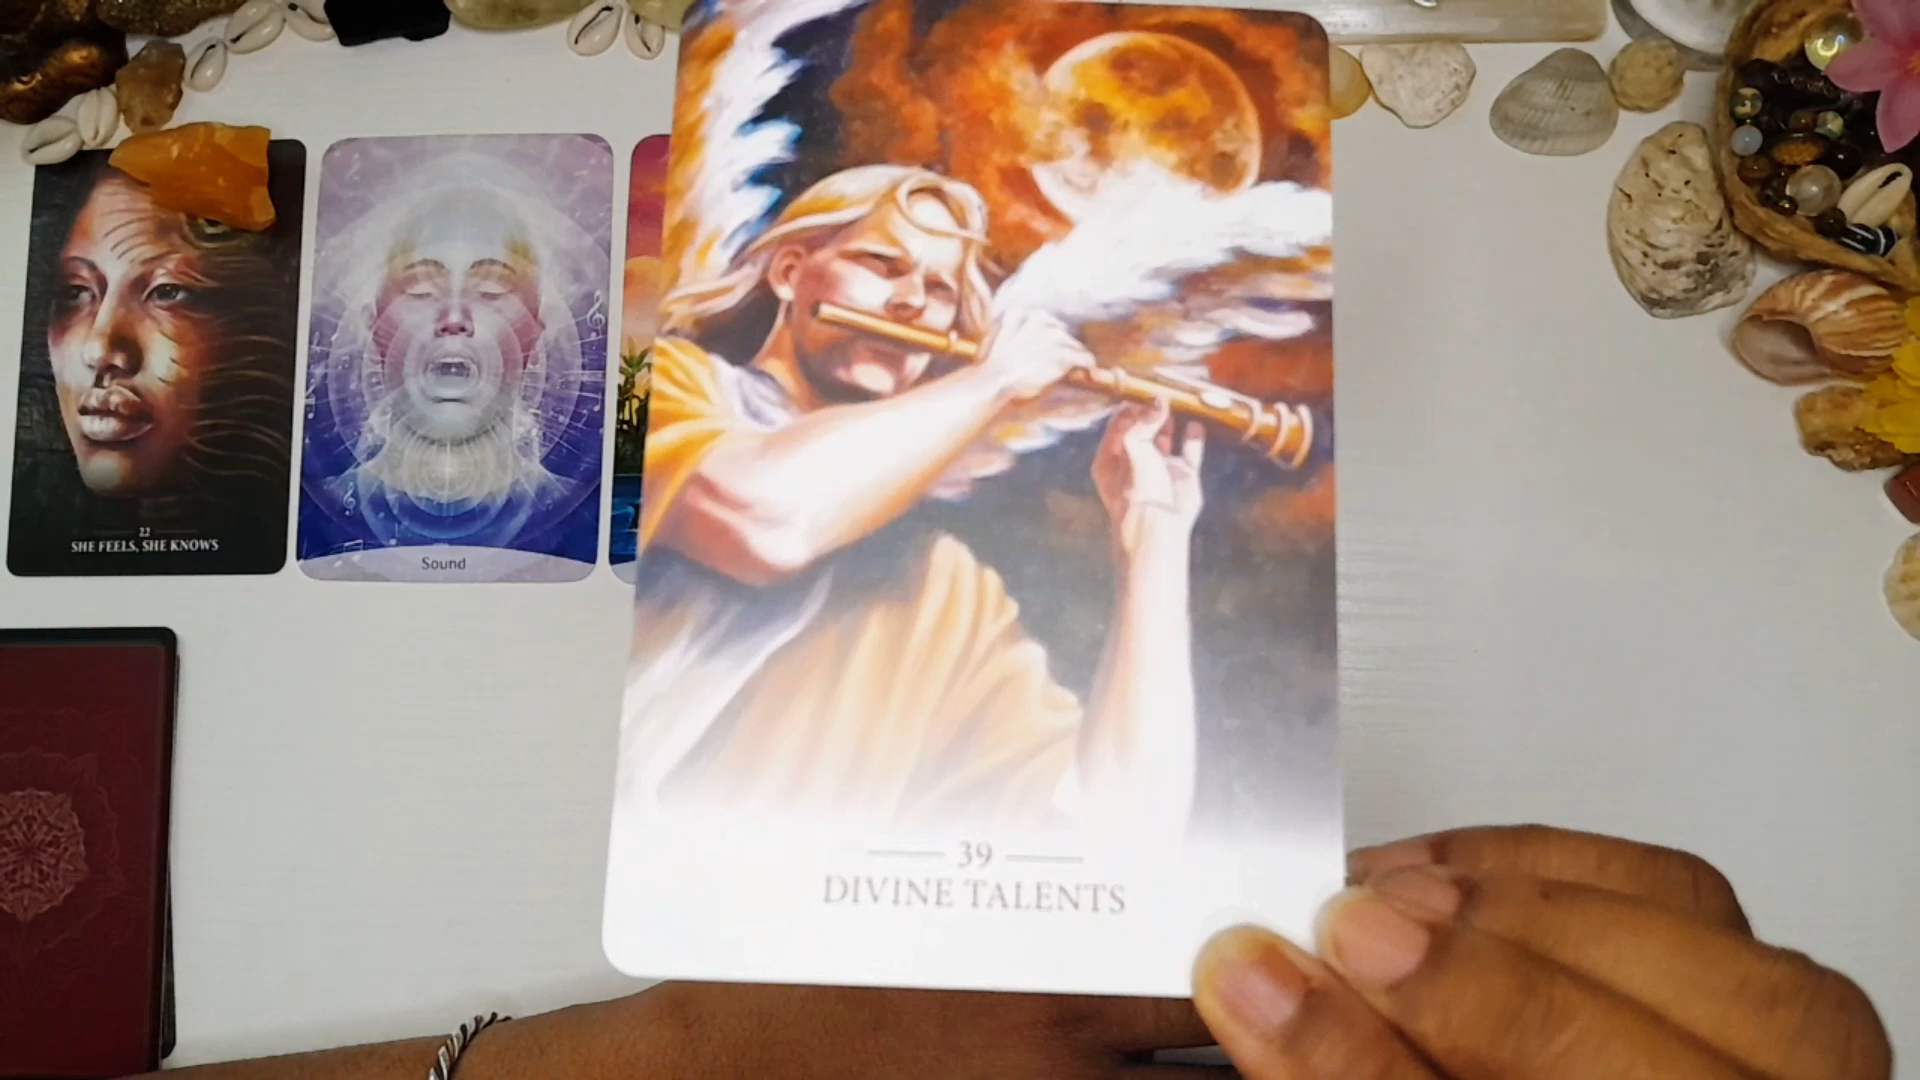 22
SHE FEELS, SHE KNOWS
Sound
39
DIVINE TALENTS